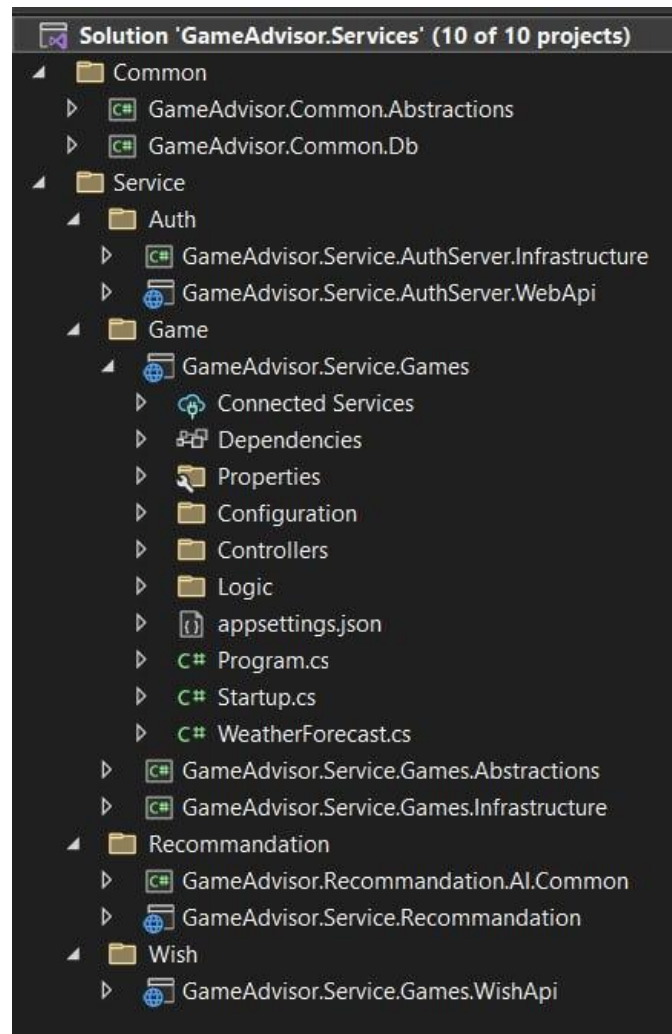 Solution 'GameAdvisor.Services' (10 of 10 projects)
Common
C# GameAdvisor.Common.Abstractions
C# GameAdvisor.Common.Db
Service
Auth
C# GameAdvisor.Service.AuthServer.Infrastructure
GameAdvisor.Service.AuthServer.WebApi
Game
GameAdvisor.Service.Games
Connected Services
Dependencies
Properties
Configuration
Controllers
Logic
appsettings.json
C# Program.cs
C# Startup.cs
C# WeatherForecast.cs
C# GameAdvisor.Service.Games.Abstractions
C# GameAdvisor.Service.Games.Infrastructure
Recommandation
C# GameAdvisor.Recommandation.AI.Common
GameAdvisor.Service.Recommandation
Wish
GameAdvisor.Service.Games.WishApi